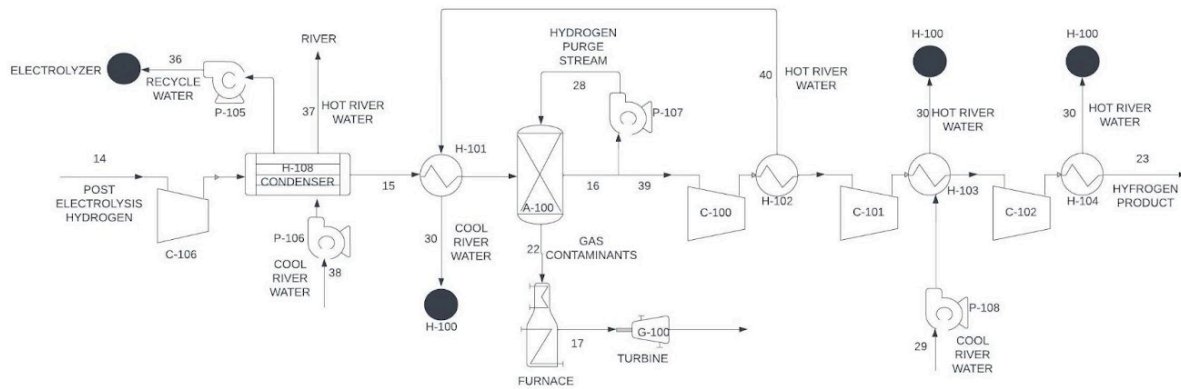 RIVER
HYDROGEN
PURGE
STREAM
H-100
H-100
36
ELECTROLYZER
RECYCLE
WATER
P-105
37
HOT RIVER
WATER
28
P-107
40
HOT RIVER
WATER
30
HOT RIVER
WATER
30
HOT RIVER
WATER
14
POST
ELECTROLYSIS
HYDROGEN
C-106
H-108
CONDENSER
15
H-101
A-100
16
39
C-100
H-102
C-101
H-103
C-102
H-104
23
HYFROGEN
PRODUCT
P-106
COOL
RIVER
WATER
38
30
COOL
RIVER
WATER
H-100
22
GAS
CONTAMINANTS
FURNACE
17
G-100
TURBINE
P-108
29
COOL
RIVER
WATER